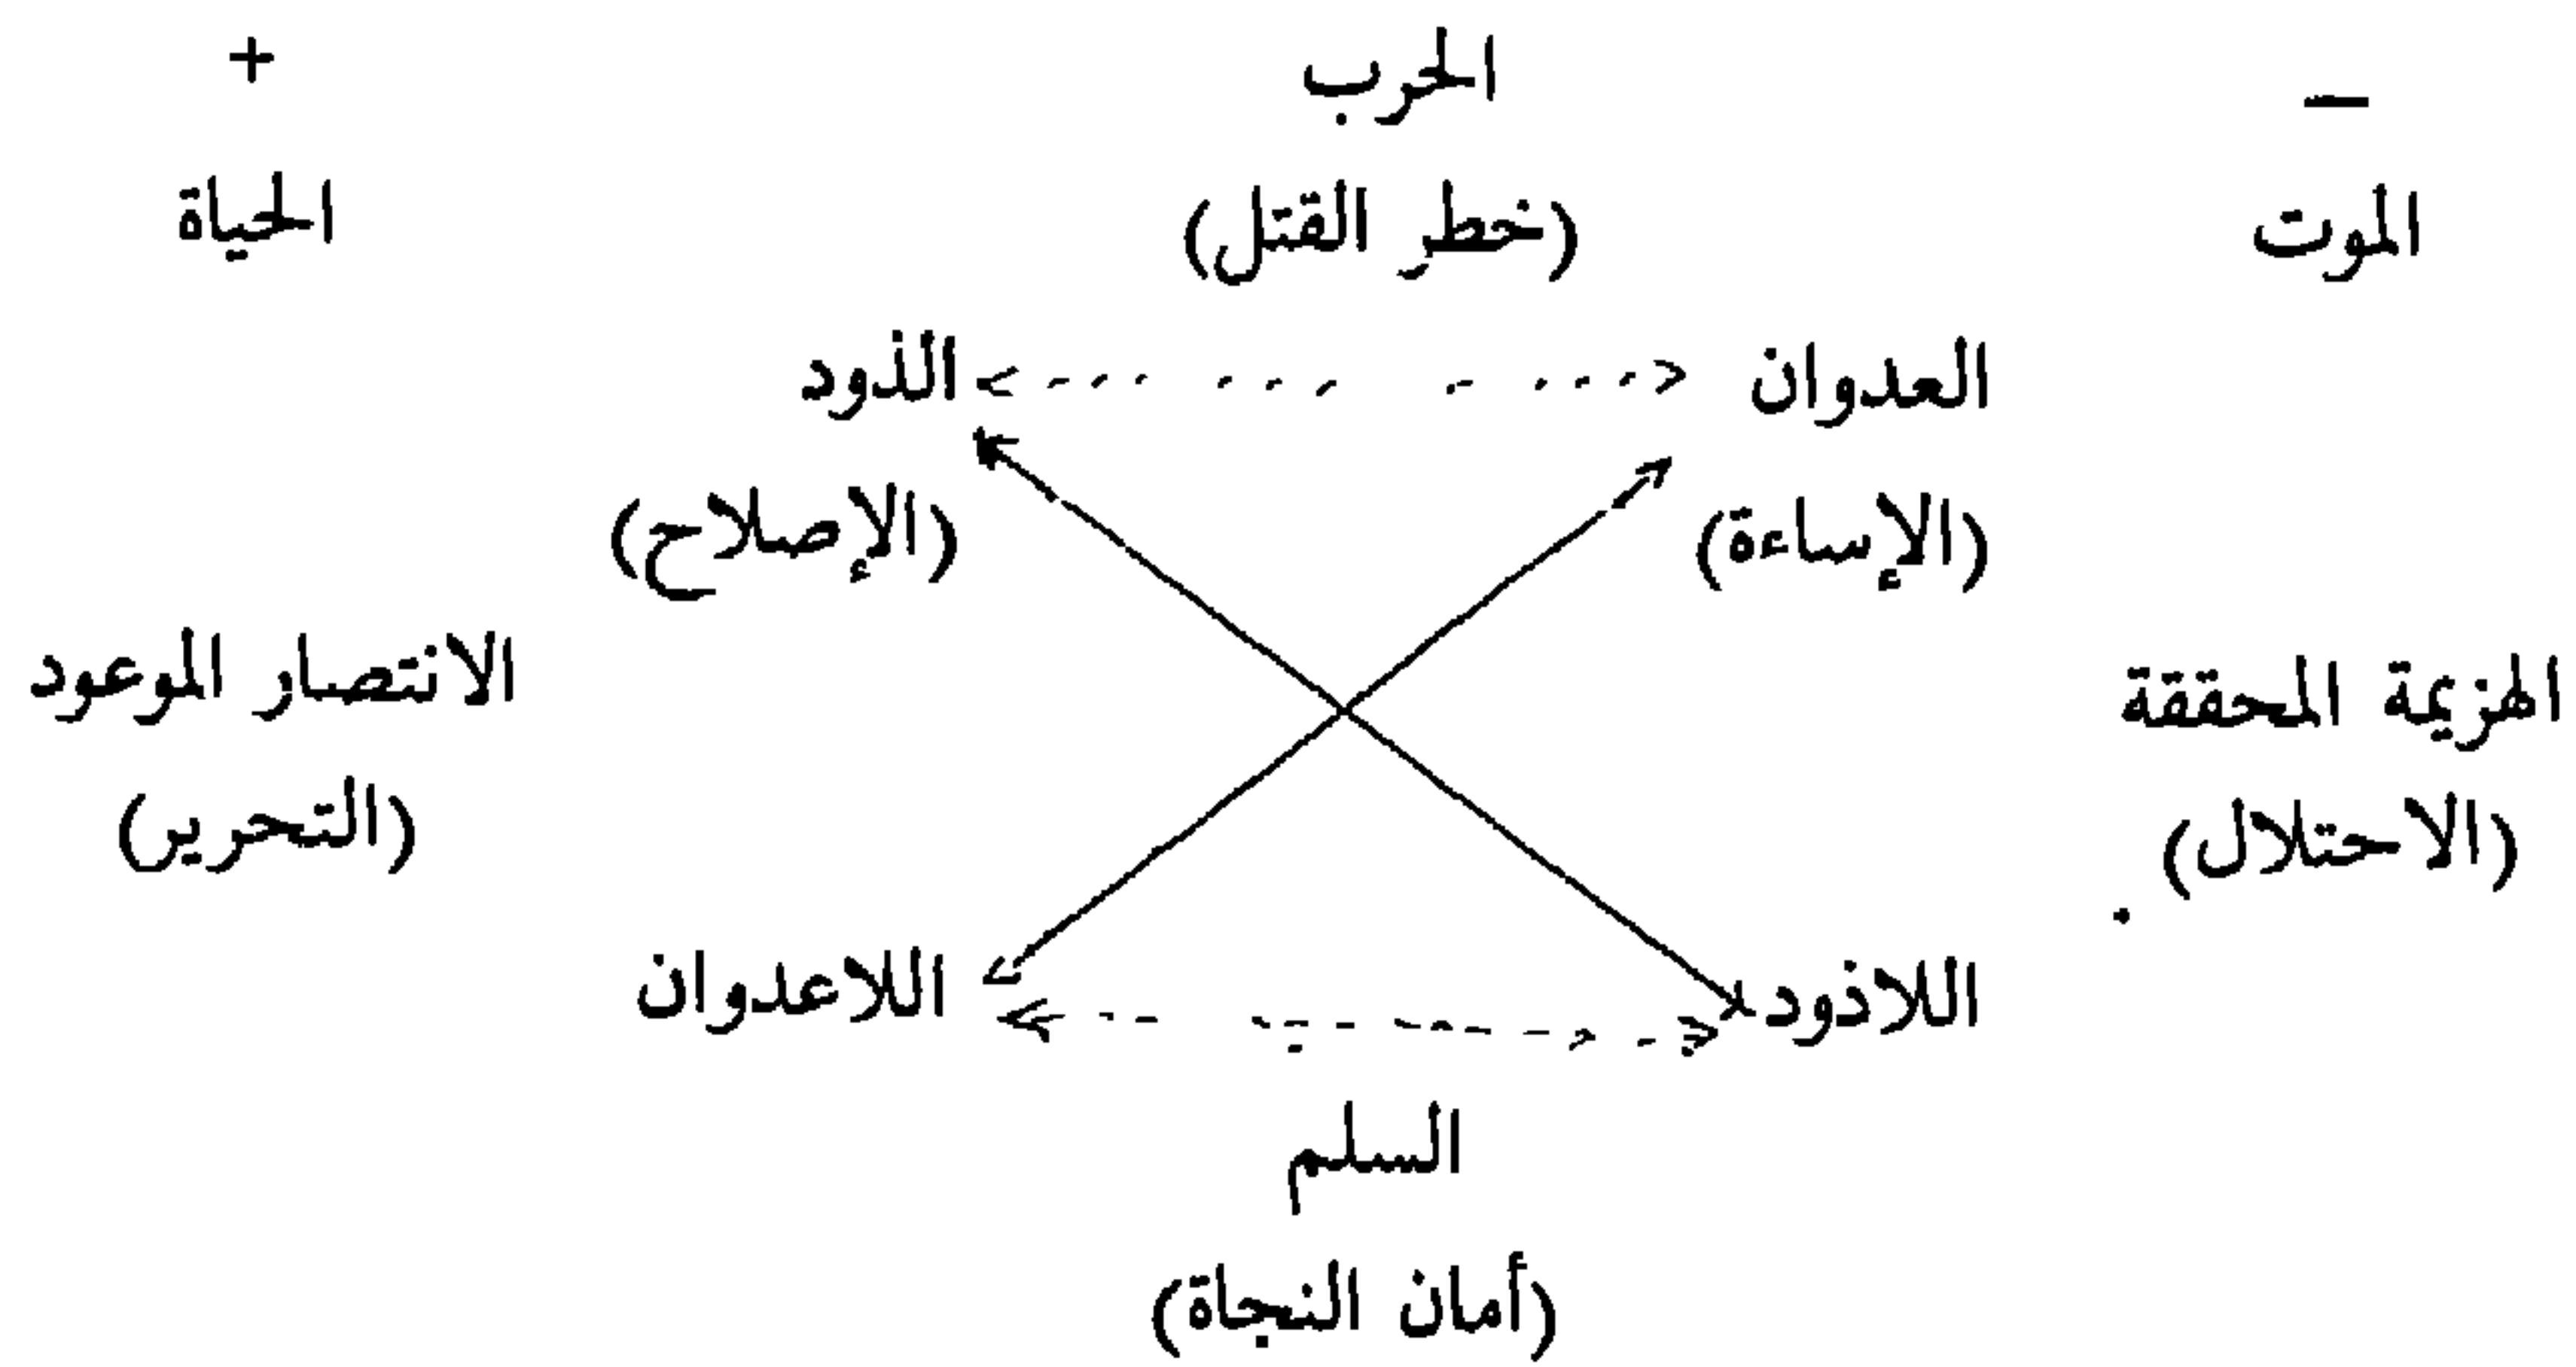 − الحرب +
الموت (خطر القتل) الحياة
العدوان الذود
(الإساءة) (الإصلاح)
الهزيمة المحققة الانتصار الموعود
(الاحتلال) (التحرير)
اللاذود اللاعدوان
السلم
(أمان النجاة)